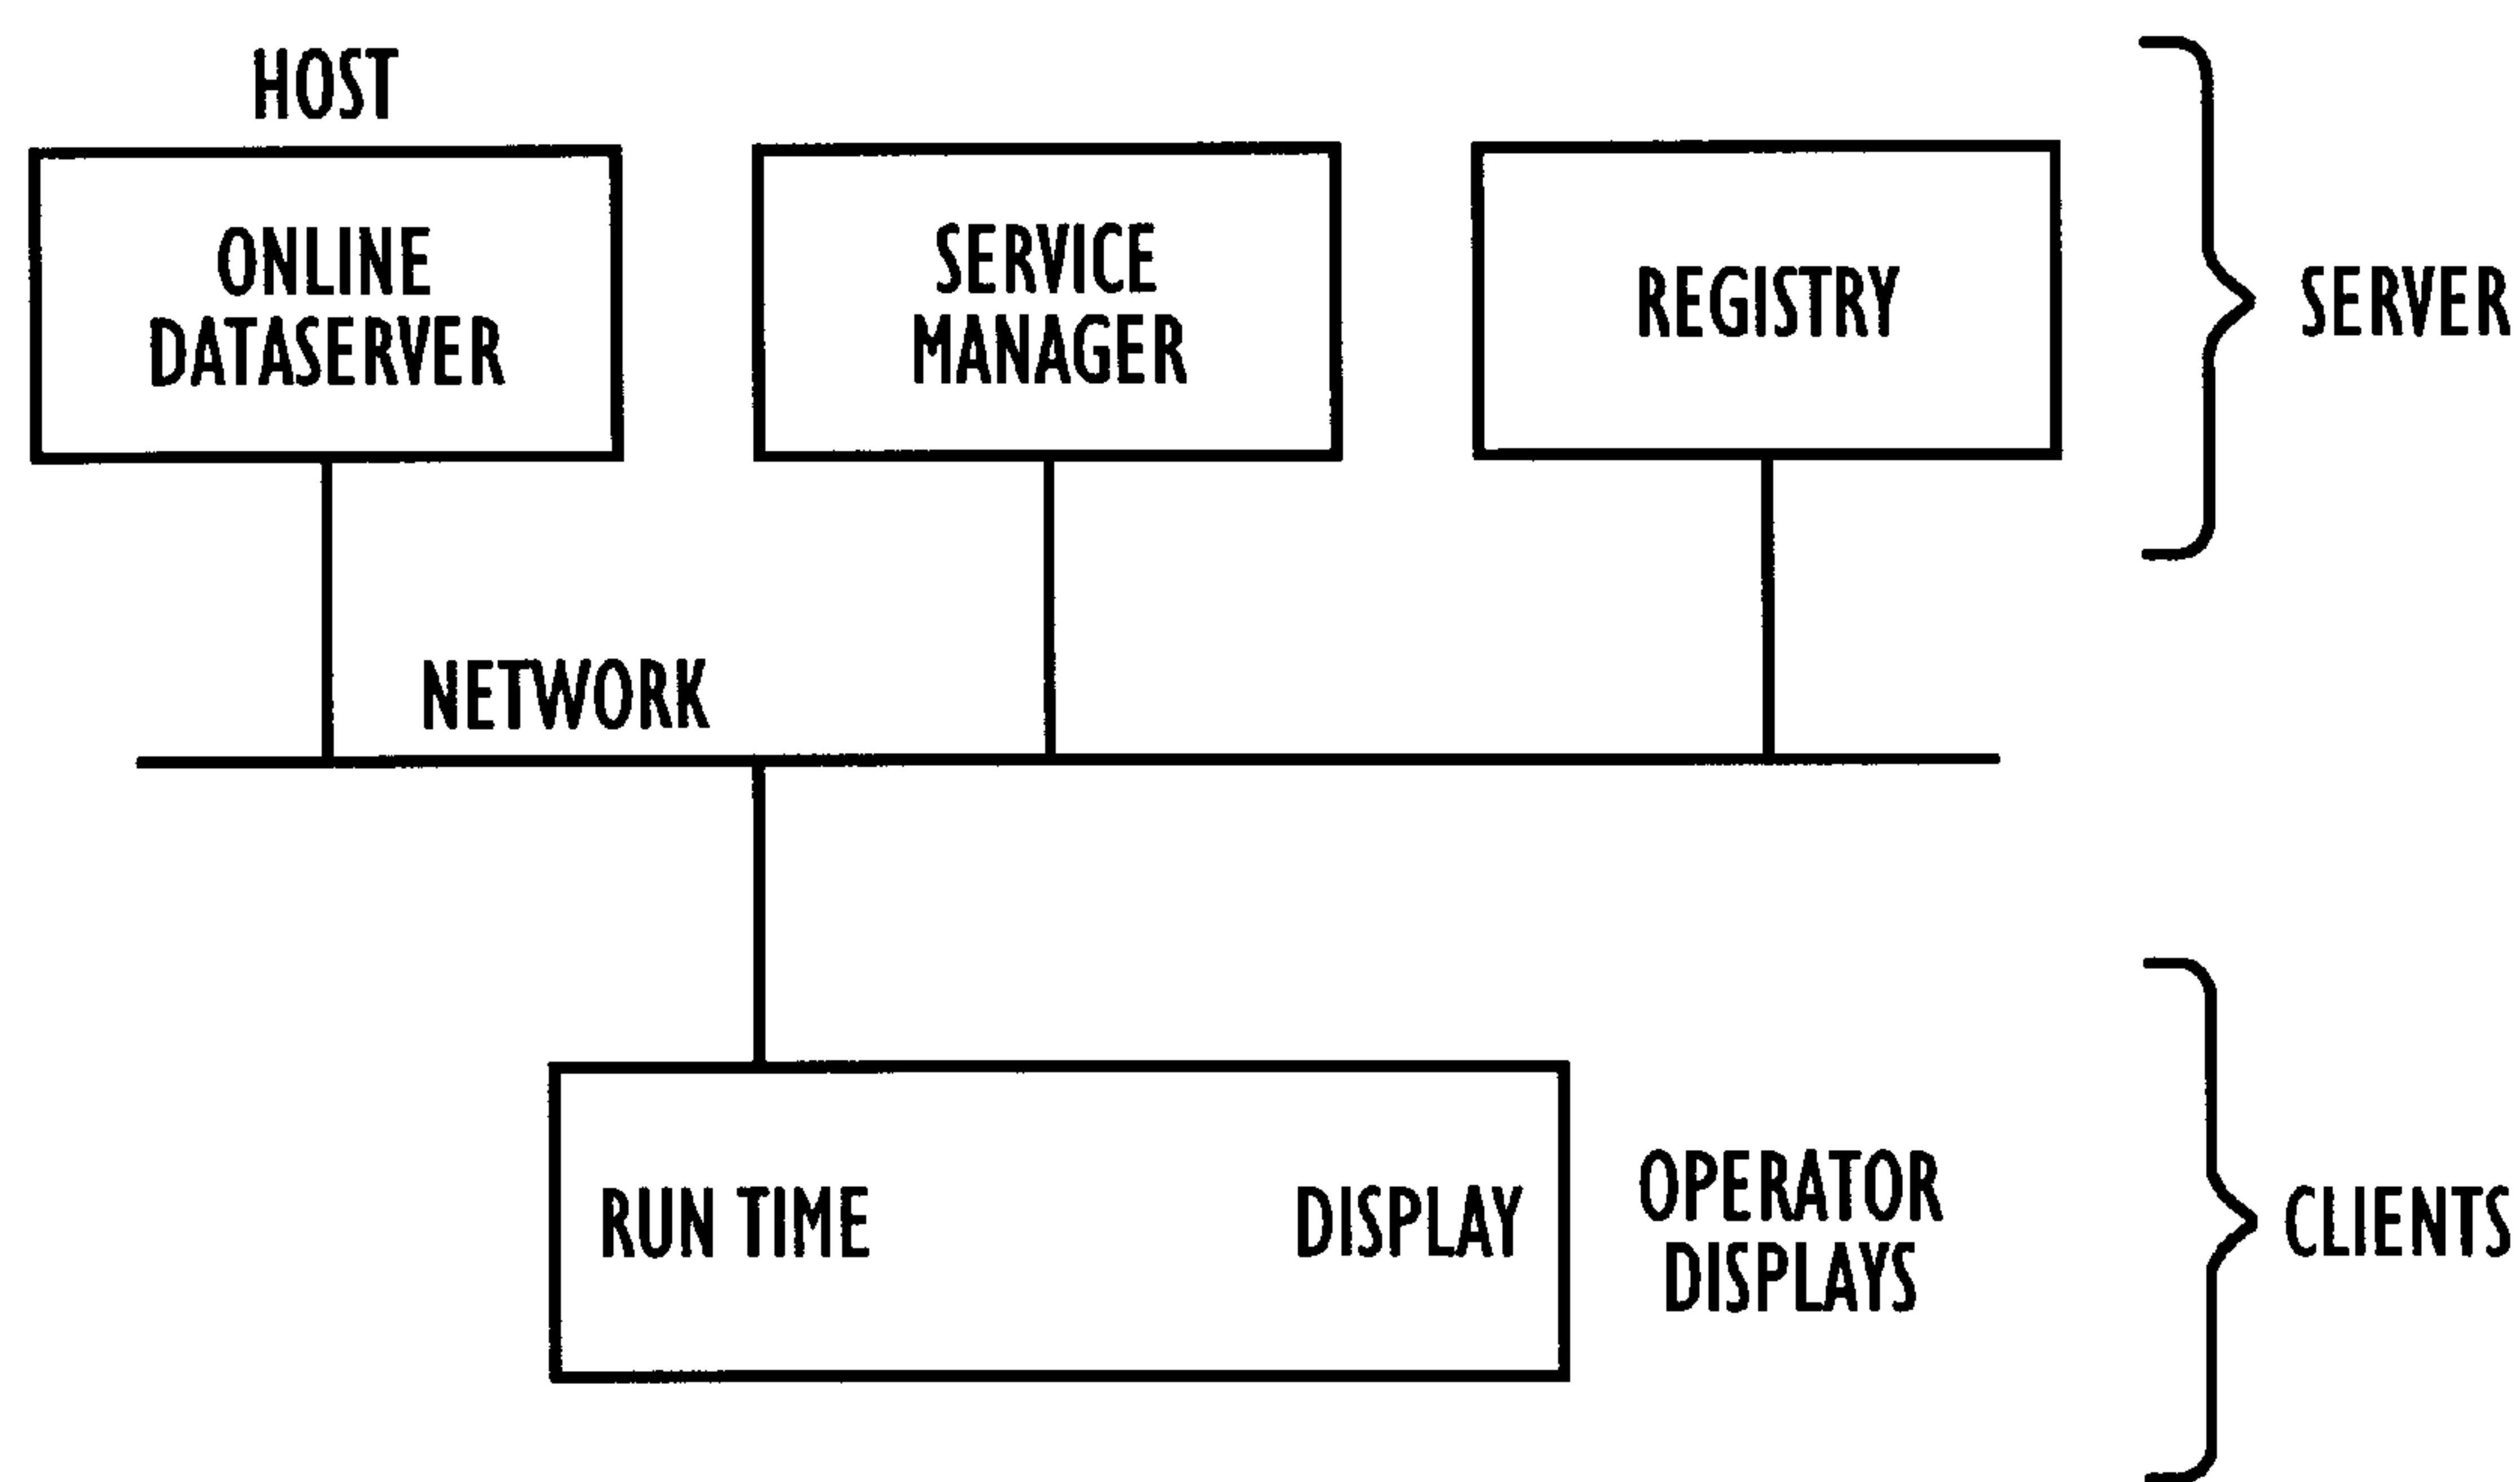 HOST
ONLINE
DATASERVER
SERVICE
MANAGER
REGISTRY
SERVER
NETWORK
RUN TIME
DISPLAY
OPERATOR
DISPLAYS
CLIENTS